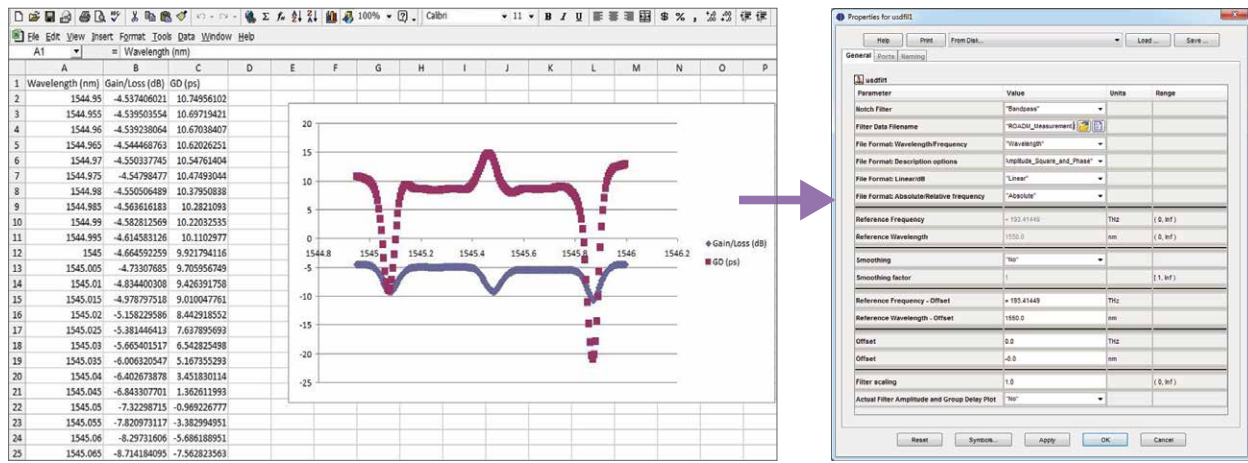 100%
Calibri
11
B I U
$ % ,
File Edit View Insert Format Tools Data Window Help
A1 = Wavelength (nm)
A B C D E F G H I J K L M N O P
1 Wavelength (nm) Gain/Loss (dB) GD (ps)
2 1544.95 -4.537406021 10.74956102
3 1544.955 -4.539503554 10.69719421
4 1544.96 -4.539238064 10.67038407
5 1544.965 -4.544468763 10.62026251
6 1544.97 -4.550337745 10.54761404
7 1544.975 -4.54798477 10.47493044
8 1544.98 -4.550506489 10.37950838
9 1544.985 -4.563616183 10.2821093
10 1544.99 -4.582812569 10.22032535
11 1544.995 -4.614583126 10.1102977
12 1545 -4.664592259 9.921794116
13 1545.005 -4.73307685 9.705956749
14 1545.01 -4.834400308 9.426391758
15 1545.015 -4.978797518 9.010047761
16 1545.02 -5.158229586 8.442918552
17 1545.025 -5.381446413 7.637895693
18 1545.03 -5.665401517 6.542825498
19 1545.035 -6.006320547 5.167355293
20 1545.04 -6.402673878 3.451830114
21 1545.045 -6.843307701 1.362611993
22 1545.05 -7.32298715 -0.969226777
23 1545.055 -7.820973117 -3.382994951
24 1545.06 -8.29731606 -5.686188951
25 1545.065 -8.714184095 -7.562823563
20
15
10
5
0
-5
-10
-15
-20
-25
1544.8 1545 1545.2 1545.4 1545.6 1545.8 1546 1546.2
Gain/Loss (dB)
GD (ps)
Properties for usdfil1
Help Print From Disk... Load ... Save ...
General Ports Naming
usdfil1
Parameter Value Units Range
Notch Filter "Bandpass"
Filter Data Filename "ROADM_Measurement
File Format: Wavelength/Frequency "Wavelength"
File Format: Description options Amplitude_Square_and_Phase"
File Format: Linear/dB "Linear"
File Format: Absolute/Relative frequency "Absolute"
Reference Frequency = 193.41449 THz ( 0, Inf )
Reference Wavelength 1550.0 nm ( 0, Inf )
Smoothing "No"
Smoothing factor 1 [ 1, Inf )
Reference Frequency - Offset = 193.41449 THz
Reference Wavelength - Offset 1550.0 nm
Offset 0.0 THz
Offset -0.0 nm
Filter scaling 1.0 ( 0, Inf )
Actual Filter Amplitude and Group Delay Plot "No"
Reset Symbols... Apply OK Cancel